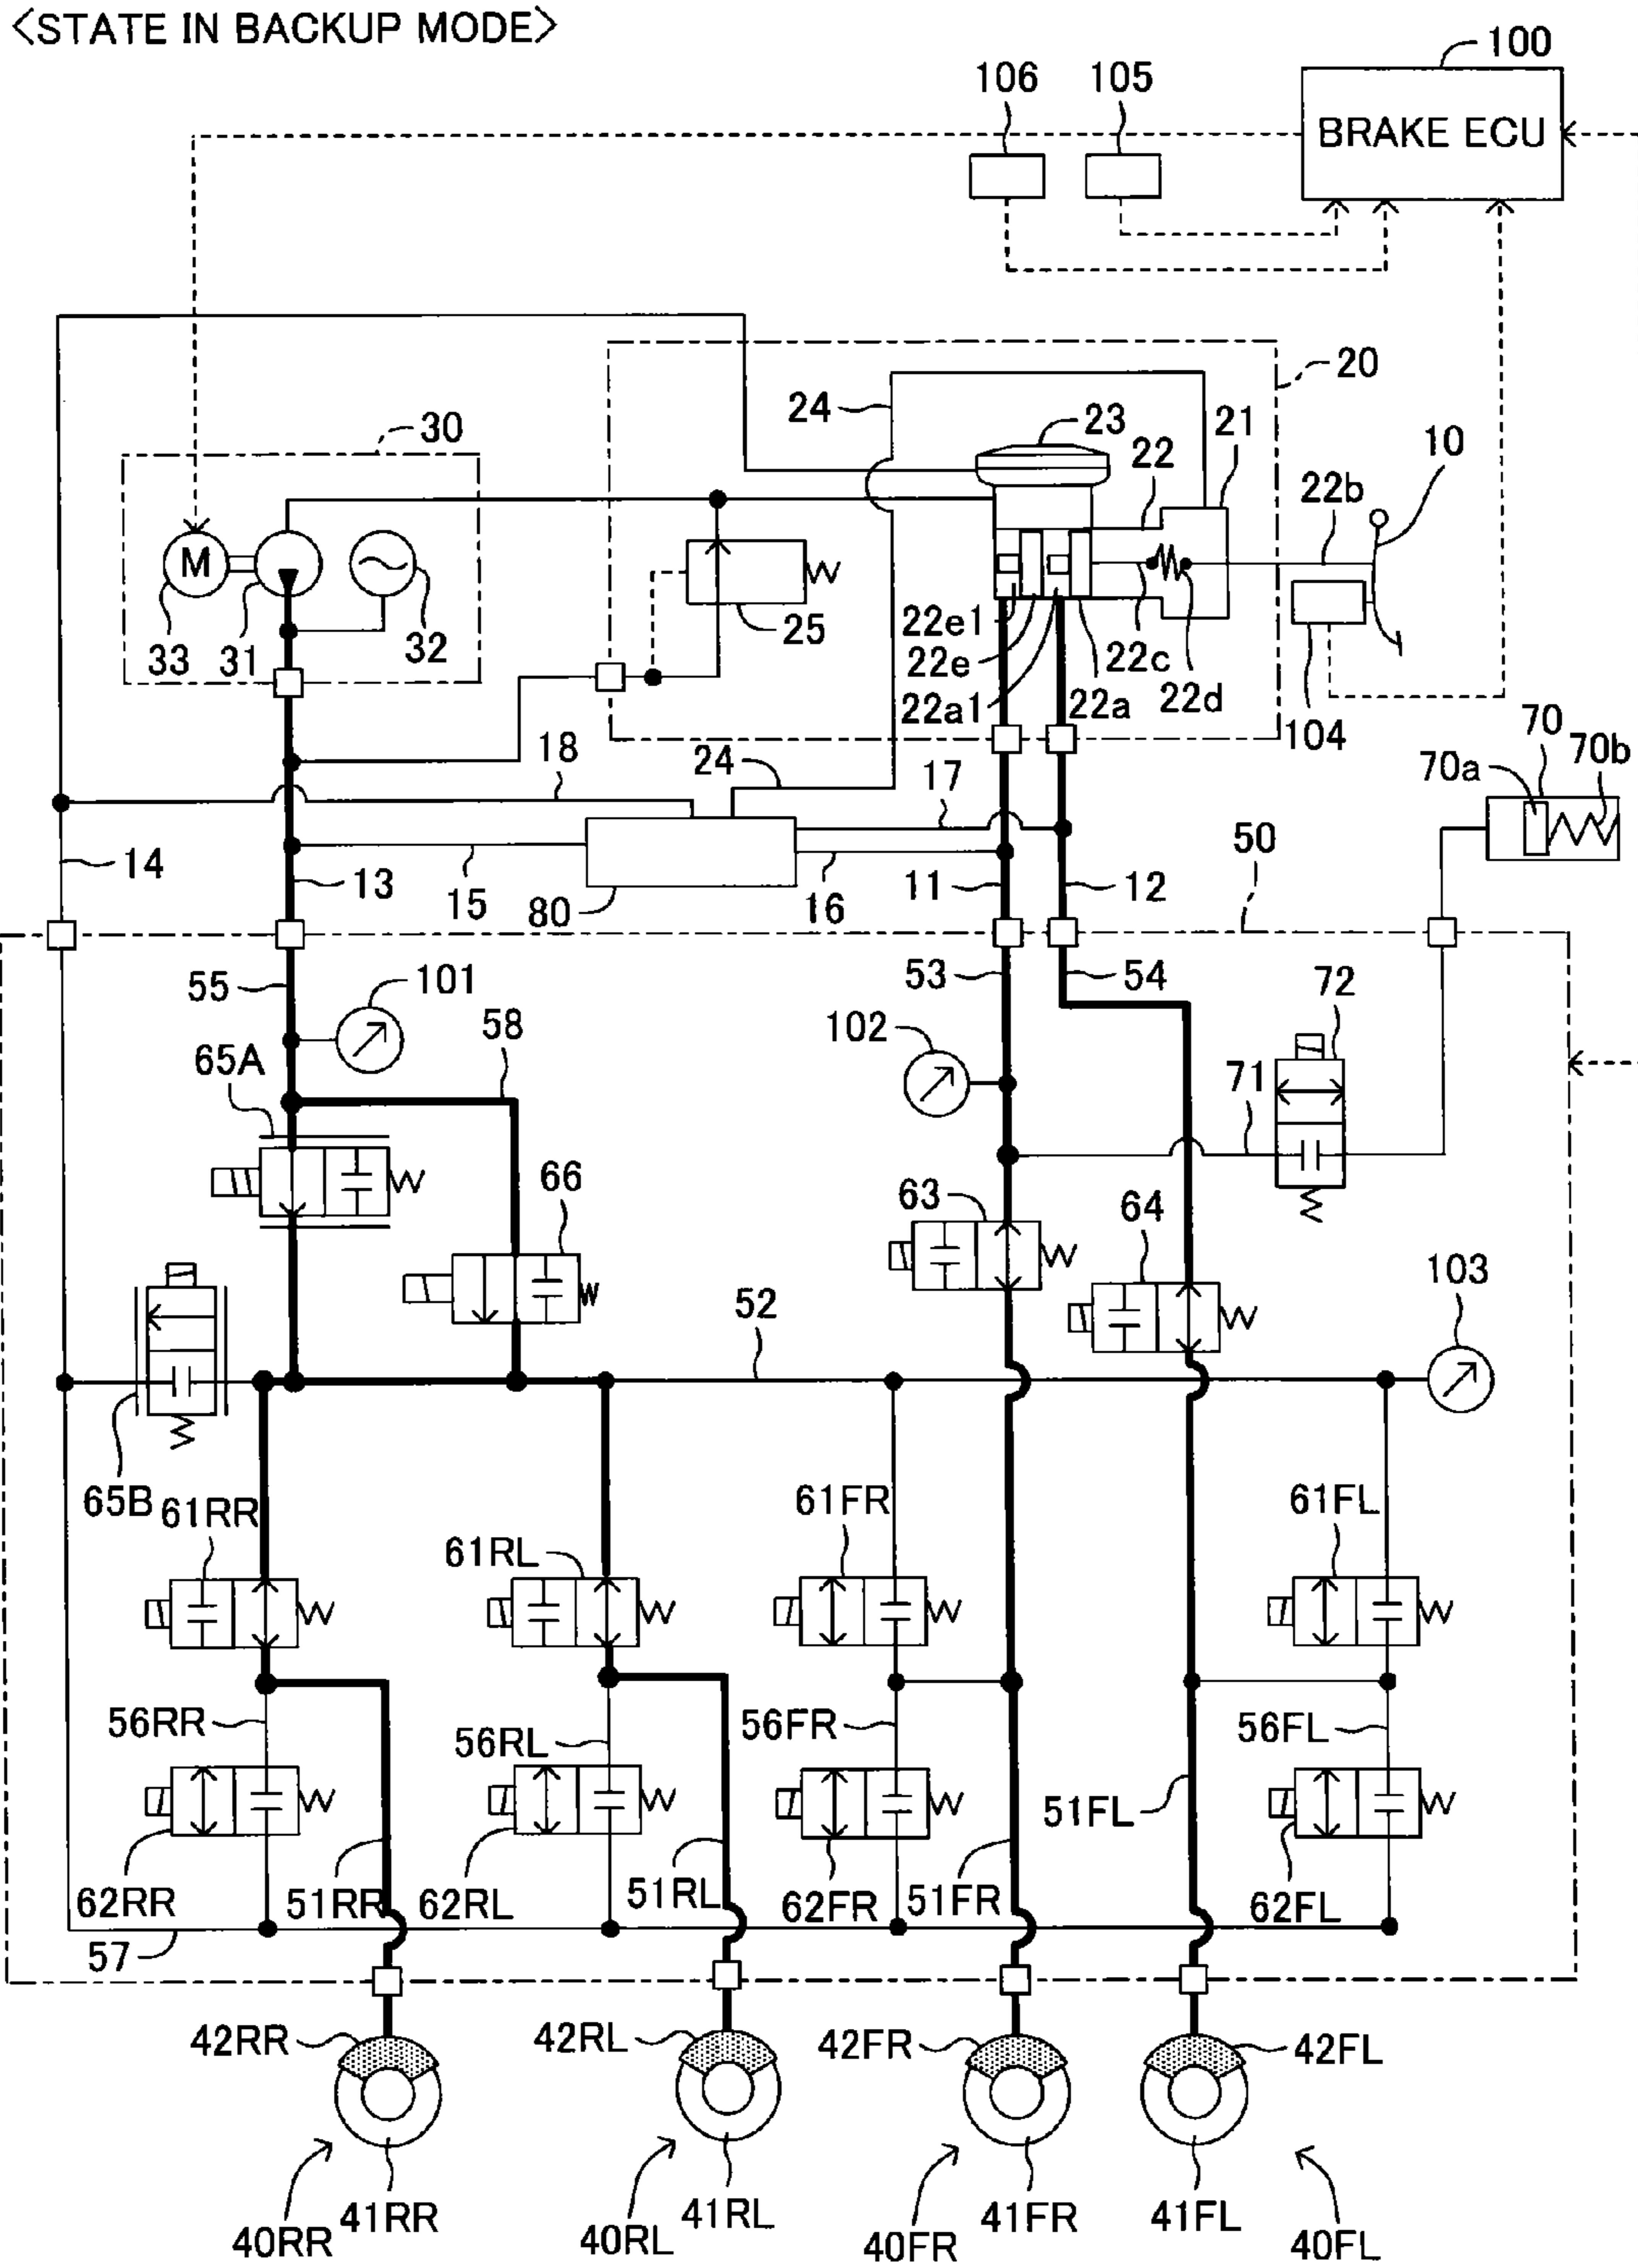 <STATE IN BACKUP MODE>
100
106
105
BRAKE ECU
20
24
23
21
30
22
10
22b
M
33
31
32
25
22e1
22e
22a1
22c
22a
22d
104
70
70a
70b
18
24
17
50
14
13
15
80
16
11
12
55
101
53
54
72
102
58
65A
71
66
63
64
52
103
65B
61RR
61RL
61FR
61FL
56RR
56RL
56FR
56FL
51FL
62RR
51RR
62RL
51RL
62FR
51FR
62FL
57
42RR
42RL
42FR
42FL
41RR
41RL
41FR
41FL
40RR
40RL
40FR
40FL